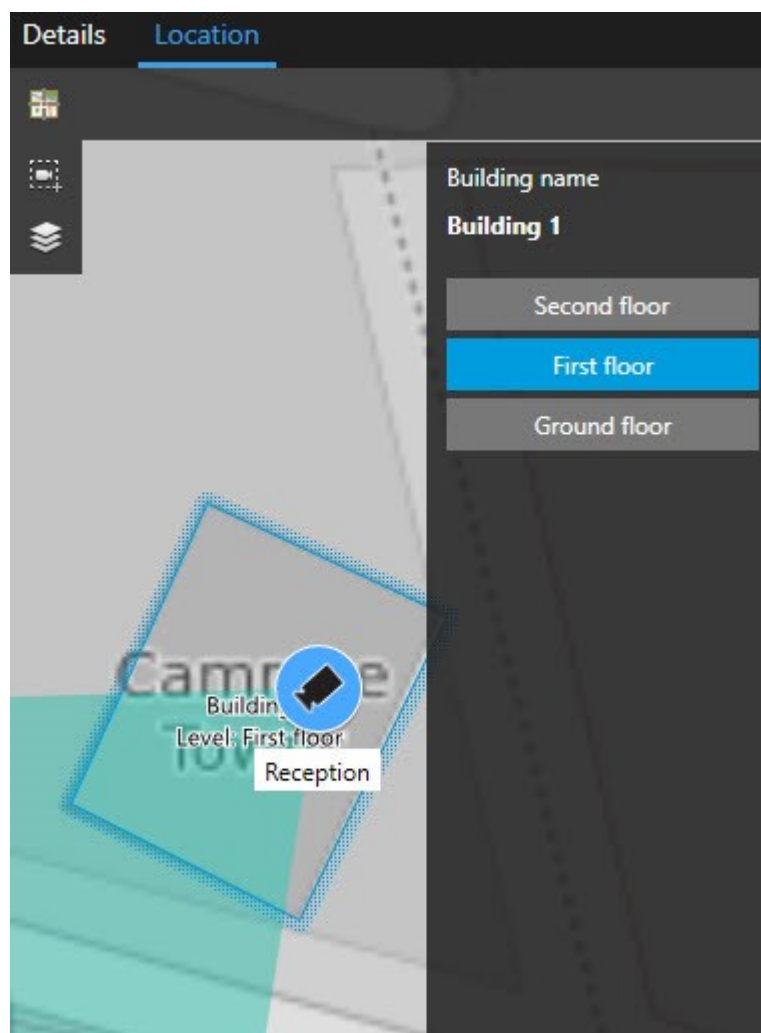 Details Location
Building name
Building 1
Second floor
First floor
Ground floor
Level: First floor
Reception